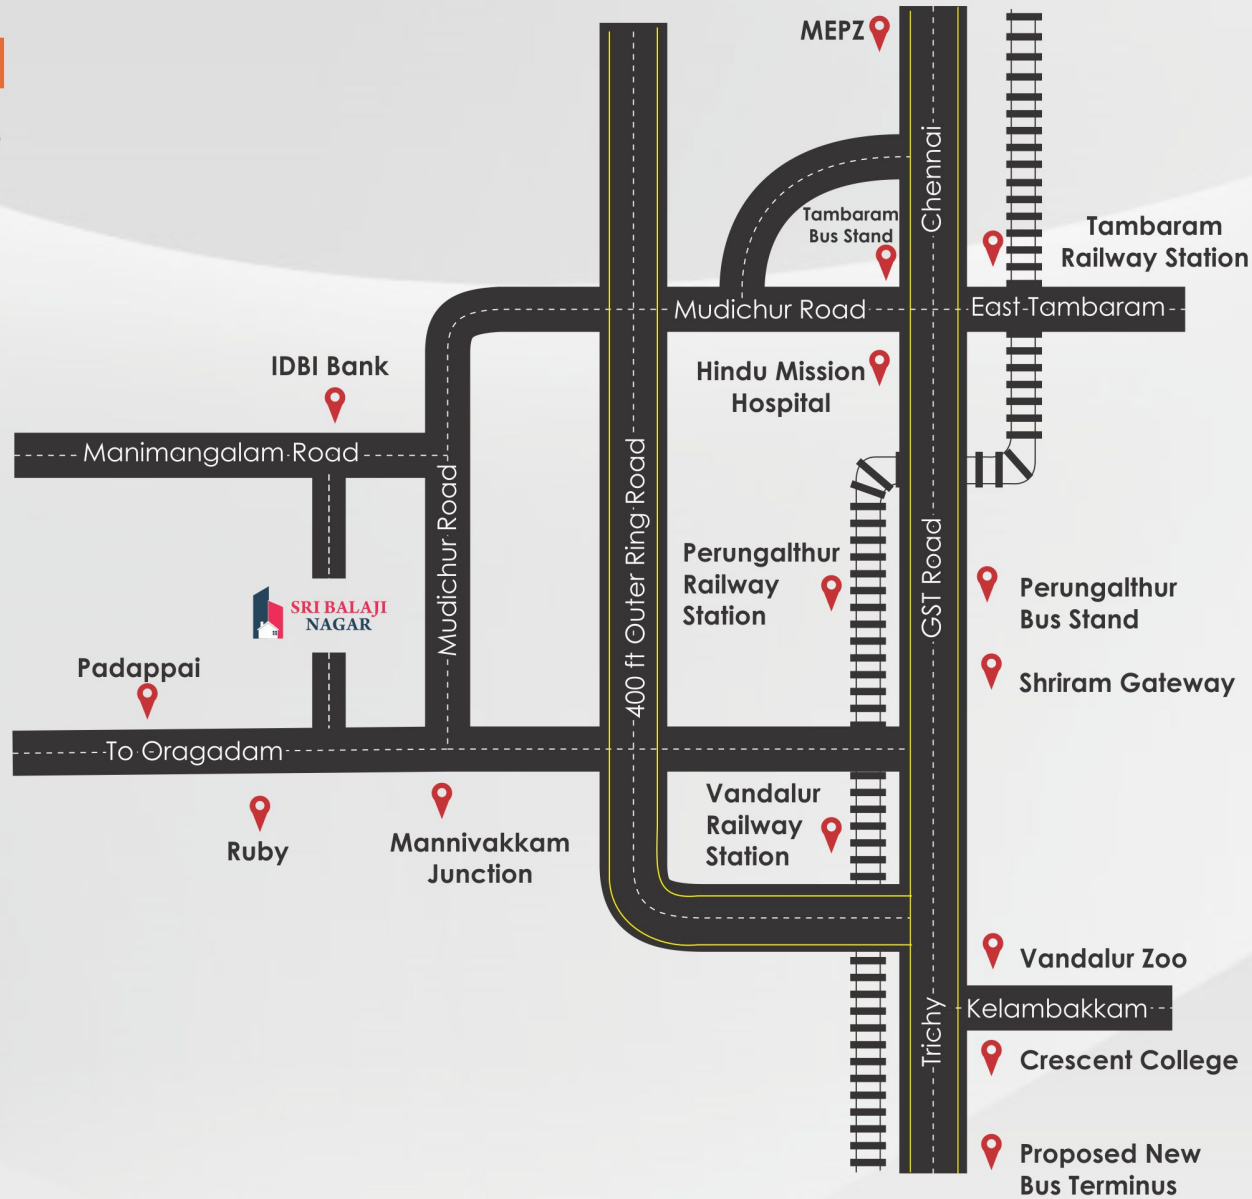 MEPZ
Chennai
Tambaram
Bus Stand
Tambaram
Railway Station
Mudichur Road
East Tambaram
IDBI Bank
Hindu Mission
Hospital
Manimangalam Road
Mudichur Road
400 ft Outer Ring Road
GST Road
Perungalthur
Railway
Station
Perungalthur
Bus Stand
SRI BALAJI
NAGAR
Padappai
Shriram Gateway
To Oragadam
Ruby
Mannivakkam
Junction
Vandalur
Railway
Station
Vandalur Zoo
Trichy
Kelambakkam
Crescent College
Proposed New
Bus Terminus